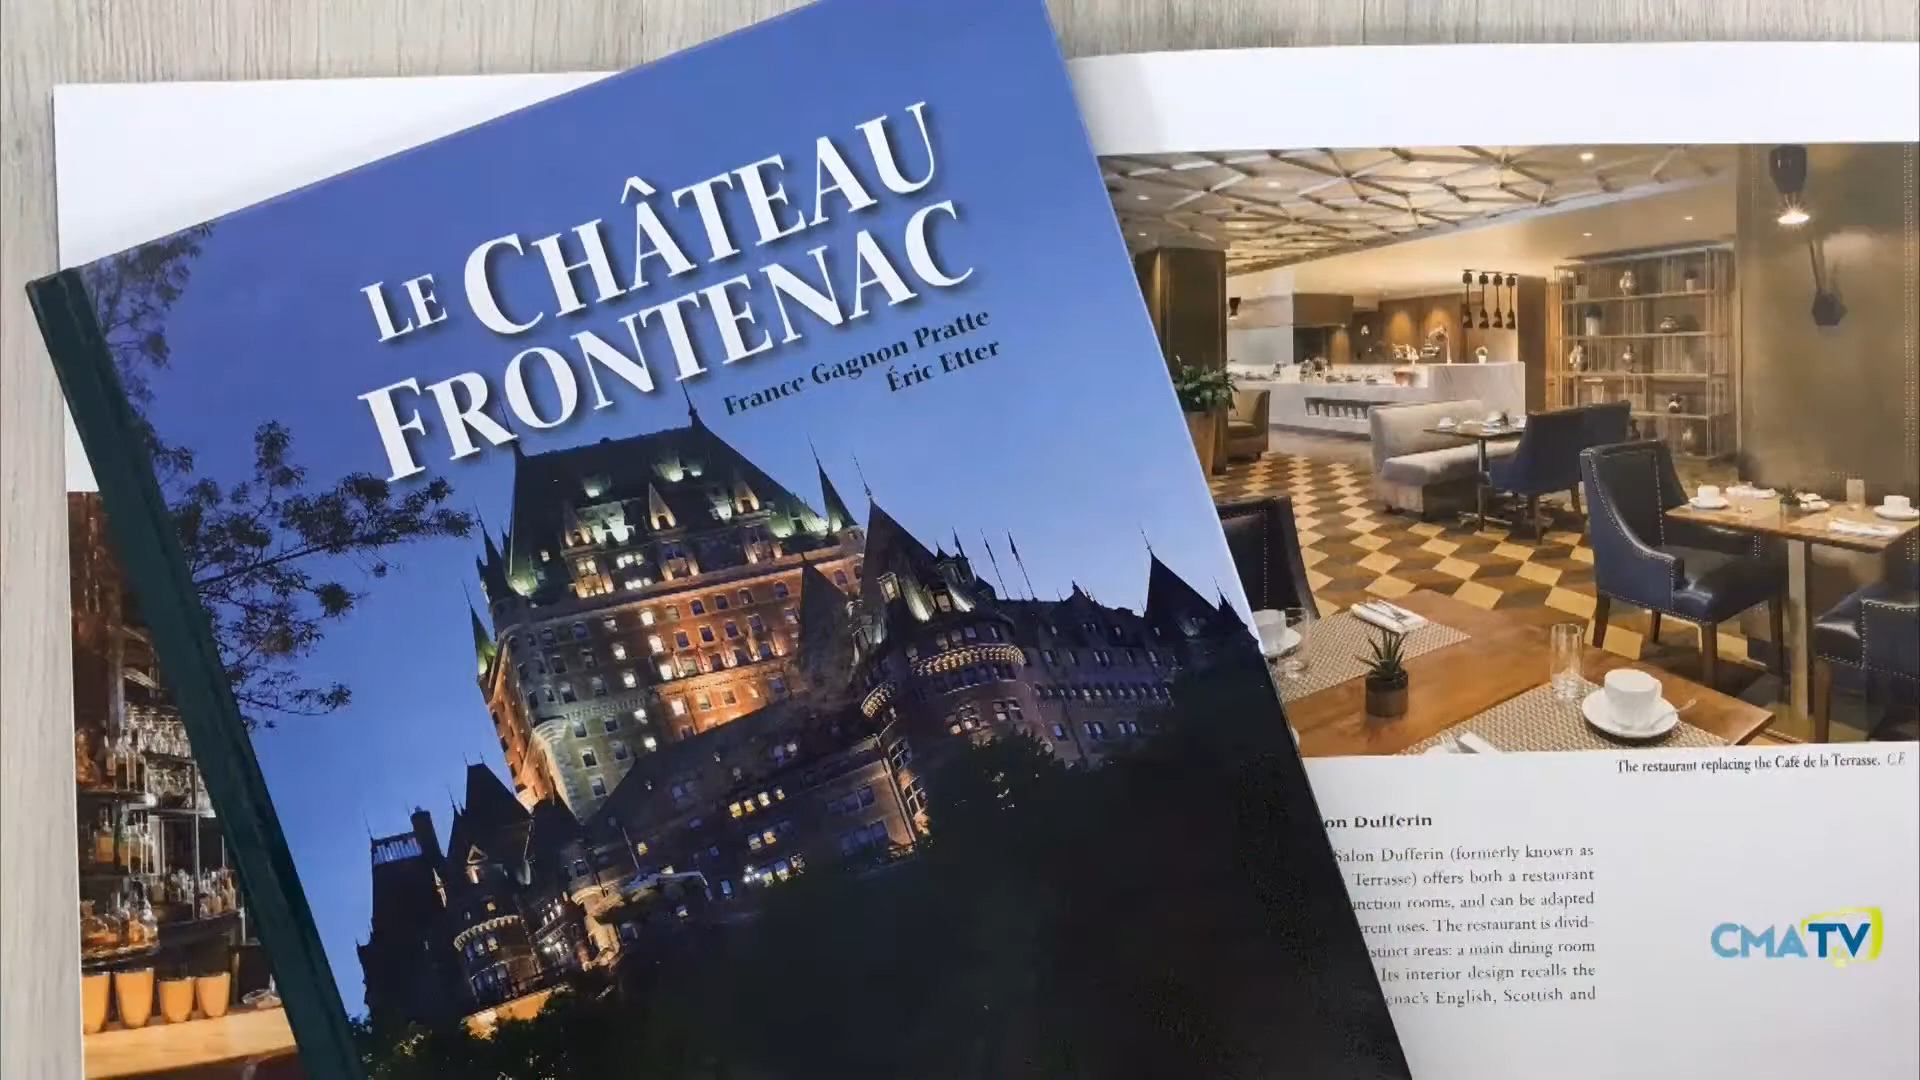 LE CHÂTEAU
FRONTENAC
France Gagnon Pratte
Éric Etter
The restaurant replacing the Café de la Terrasse. C.F.
on Dufferin
Salon Dufferin (formerly known as
Terrasse) offers both a restaurant
unction rooms, and can be adapted
erent uses. The restaurant is divid-
stinct areas: a main dining room
Its interior design recalls the
enac's English, Scottish and
CMATV